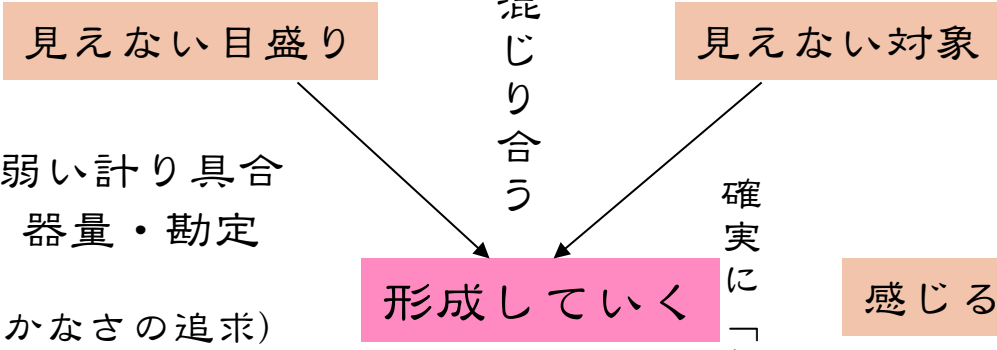 見えない目盛り
混じり合う
見えない対象
弱い計り具合
器量・勘定
確実に「
形成していく
感じる
かなさの追求)